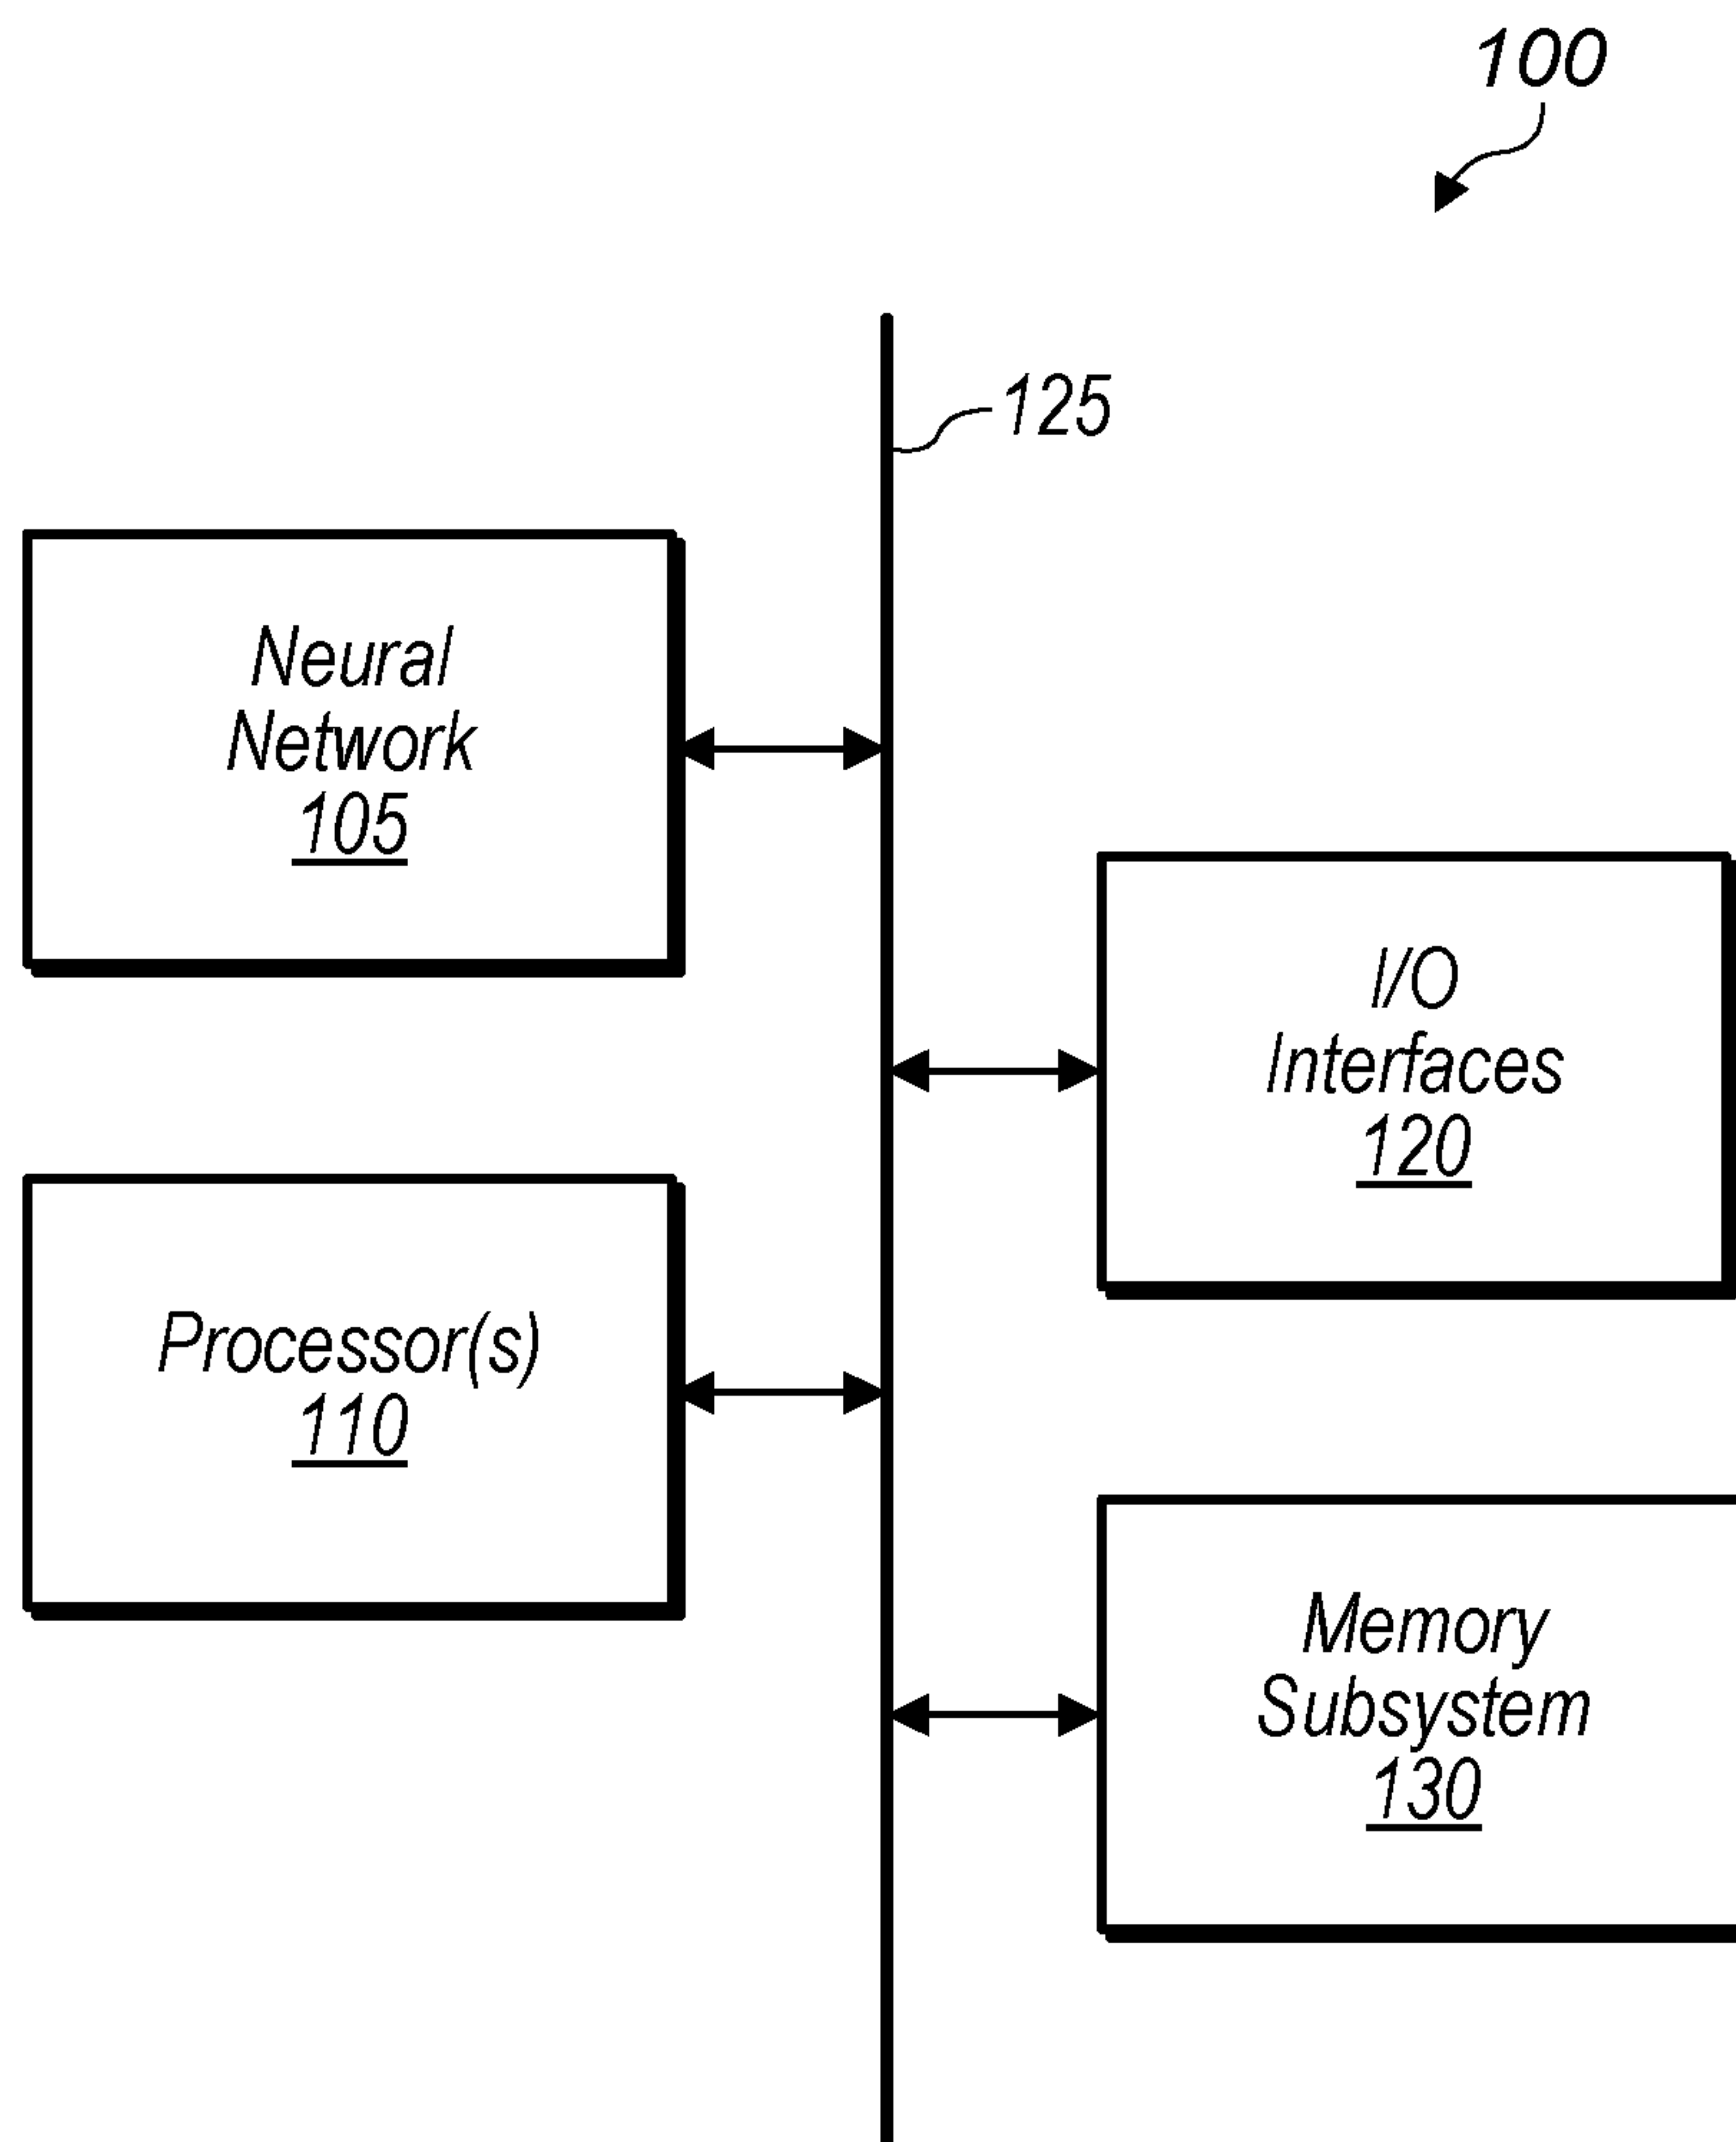 100
125
Neural
Network
105
I/O
Interfaces
120
Processor(s)
110
Memory
Subsystem
130